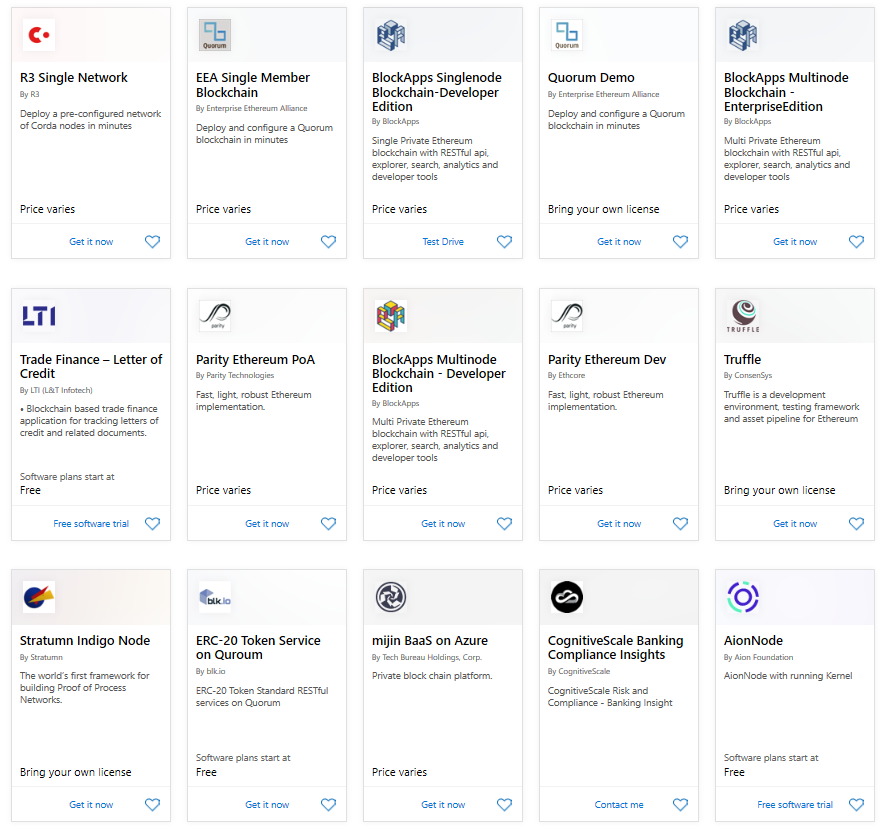 Quorum
R3 Single Network
By R3
Deploy a pre-configured network
of Corda nodes in minutes
Price varies
Get it now
EEA Single Member
Blockchain
By Enterprise Ethereum Alliance
Deploy and configure a Quorum
blockchain in minutes
Price varies
Get it now
BlockApps Singlenode
Blockchain-Developer
Edition
By BlockApps
Single Private Ethereum
blockchain with RESTful api,
explorer, search, analytics and
developer tools
Price varies
Test Drive
Quorum
Quorum Demo
By Enterprise Ethereum Alliance
Deploy and configure a Quorum
blockchain in minutes
Bring your own license
Get it now
BlockApps Multinode
Blockchain -
EnterpriseEdition
By BlockApps
Multi Private Ethereum
blockchain with RESTful api,
explorer, search, analytics and
developer tools
Price varies
Get it now
LTI
Trade Finance – Letter of
Credit
By LTI (L&T Infotech)
• Blockchain based trade finance
application for tracking letters of
credit and related documents.
Software plans start at
Free
Free software trial
parity
Parity Ethereum PoA
By Parity Technologies
Fast, light, robust Ethereum
implementation.
Price varies
Get it now
BlockApps Multinode
Blockchain - Developer
Edition
By BlockApps
Multi Private Ethereum
blockchain with RESTful api,
explorer, search, analytics and
developer tools
Price varies
Get it now
parity
Parity Ethereum Dev
By Ethcore
Fast, light, robust Ethereum
implementation.
Price varies
Get it now
TRUFFLE
Truffle
By ConsenSys
Truffle is a development
environment, testing framework
and asset pipeline for Ethereum
Bring your own license
Get it now
Stratumn Indigo Node
By Stratumn
The world's first framework for
building Proof of Process
Networks.
Bring your own license
Get it now
blk.io
ERC-20 Token Service
on Quroum
By blk.io
ERC-20 Token Standard RESTful
services on Quorum
Software plans start at
Free
Get it now
mijin BaaS on Azure
By Tech Bureau Holdings, Corp.
Private block chain platform.
Price varies
Get it now
CognitiveScale Banking
Compliance Insights
By CognitiveScale
CognitiveScale Risk and
Compliance - Banking Insight
Contact me
AionNode
By Aion Foundation
AionNode with running Kernel
Software plans start at
Free
Free software trial